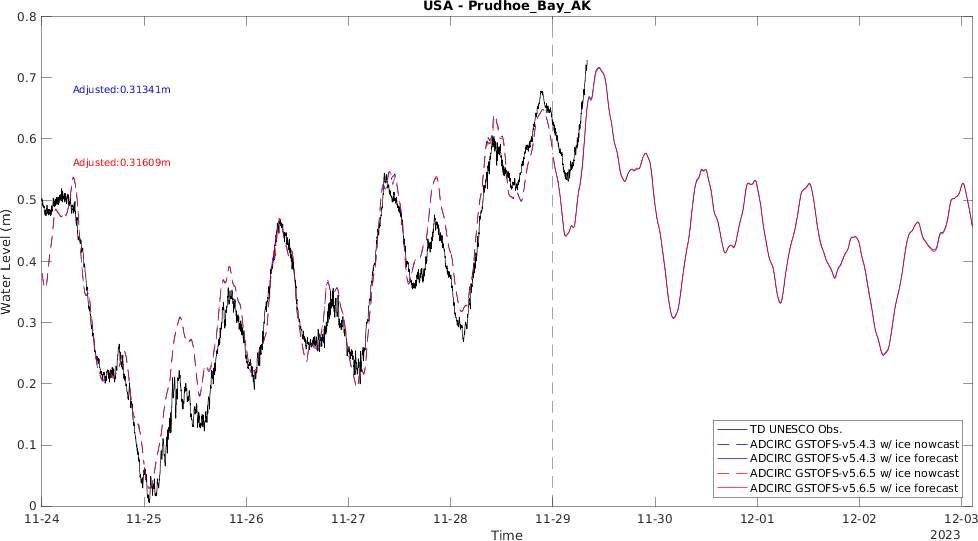 USA - Prudhoe_Bay_AK
0.8
0.7
0.6
0.5
0.4
0.3
0.2
0.1
0
Water Level (m)
Adjusted:0.31341m
Adjusted:0.31609m
TD UNESCO Obs.
ADCIRC GSTOFS-v5.4.3 w/ ice nowcast
ADCIRC GSTOFS-v5.4.3 w/ ice forecast
ADCIRC GSTOFS-v5.6.5 w/ ice nowcast
ADCIRC GSTOFS-v5.6.5 w/ ice forecast
11-24 11-25 11-26 11-27 11-28 11-29 11-30 12-01 12-02 12-03
Time
2023